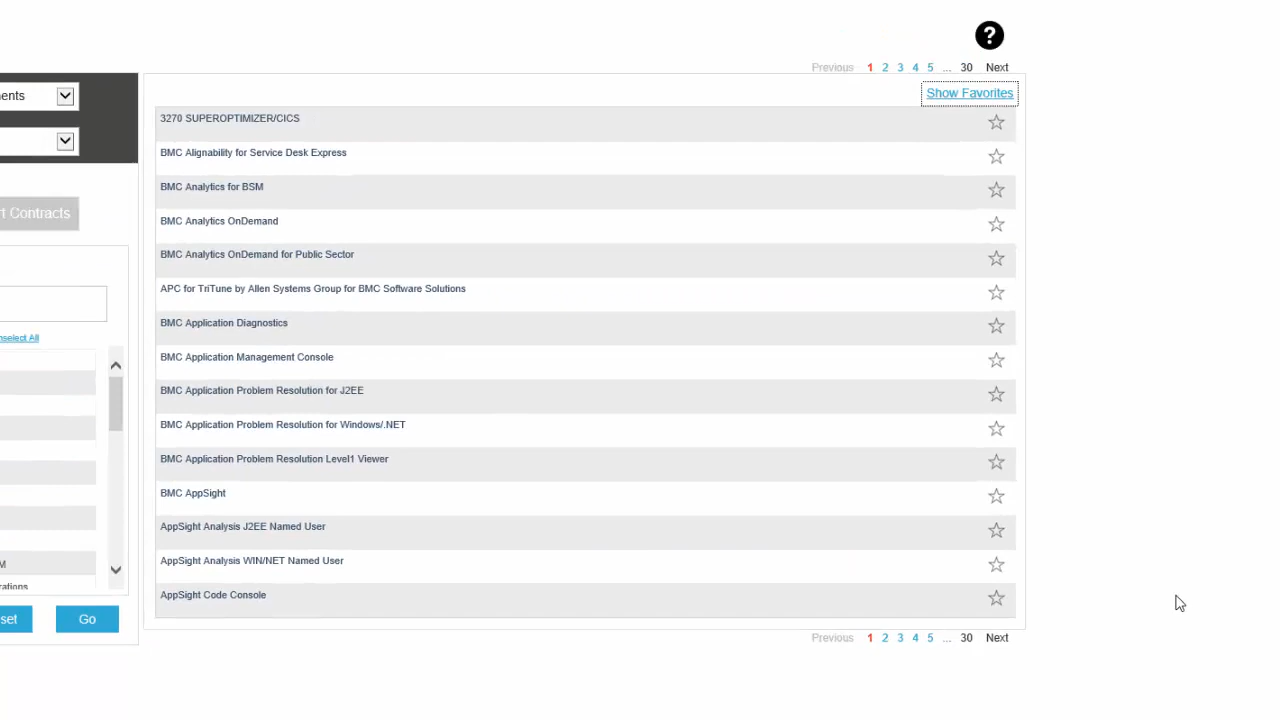 ?
Previous 1 2 3 4 5 ... 30 Next
ents
Show Favorites
t Contracts
nselect All
M
rations
set
Go
3270 SUPEROPTIMIZER/CICS
BMC Alignability for Service Desk Express
BMC Analytics for BSM
BMC Analytics OnDemand
BMC Analytics OnDemand for Public Sector
APC for TriTune by Allen Systems Group for BMC Software Solutions
BMC Application Diagnostics
BMC Application Management Console
BMC Application Problem Resolution for J2EE
BMC Application Problem Resolution for Windows/.NET
BMC Application Problem Resolution Level1 Viewer
BMC AppSight
AppSight Analysis J2EE Named User
AppSight Analysis WIN/NET Named User
AppSight Code Console
Previous 1 2 3 4 5 ... 30 Next